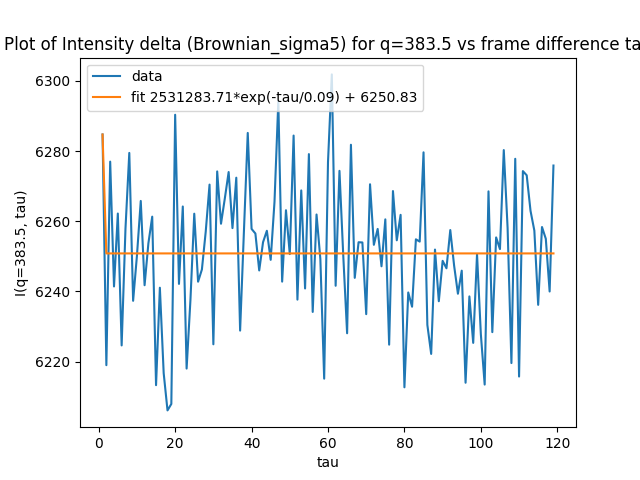 Plot of Intensity delta (Brownian_sigma5) for q=383.5 vs frame difference ta
6300
6280
6260
6240
6220
I(q=383.5, tau)
data
fit 2531283.71*exp(-tau/0.09) + 6250.83
0 20 40 60 80 100 120
tau